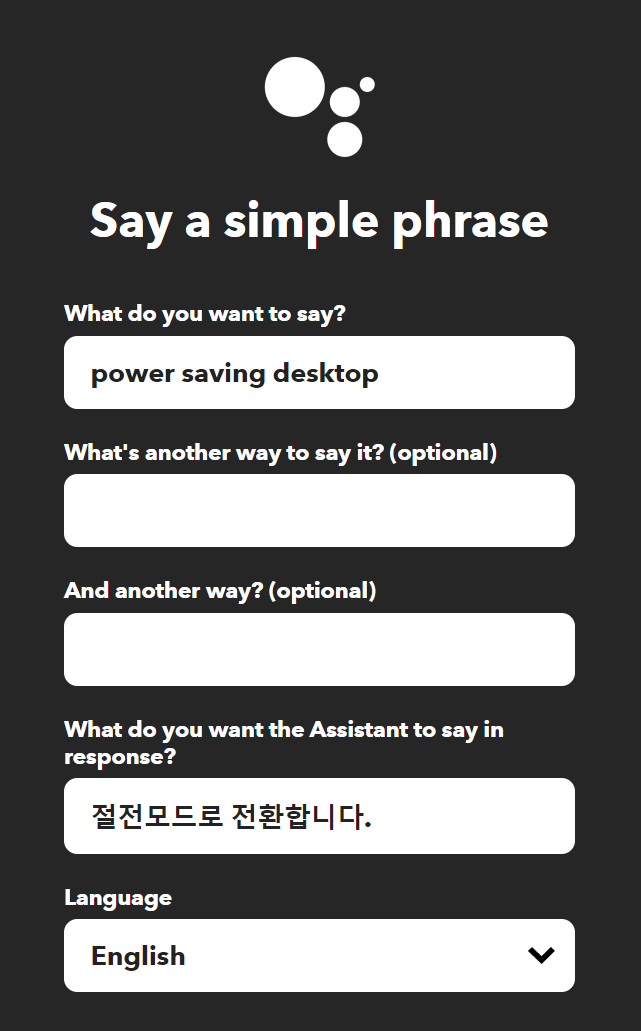 Say a simple phrase
What do you want to say?
power saving desktop
What's another way to say it? (optional)
And another way? (optional)
What do you want the Assistant to say in
response?
절전모드로 전환합니다.
Language
English